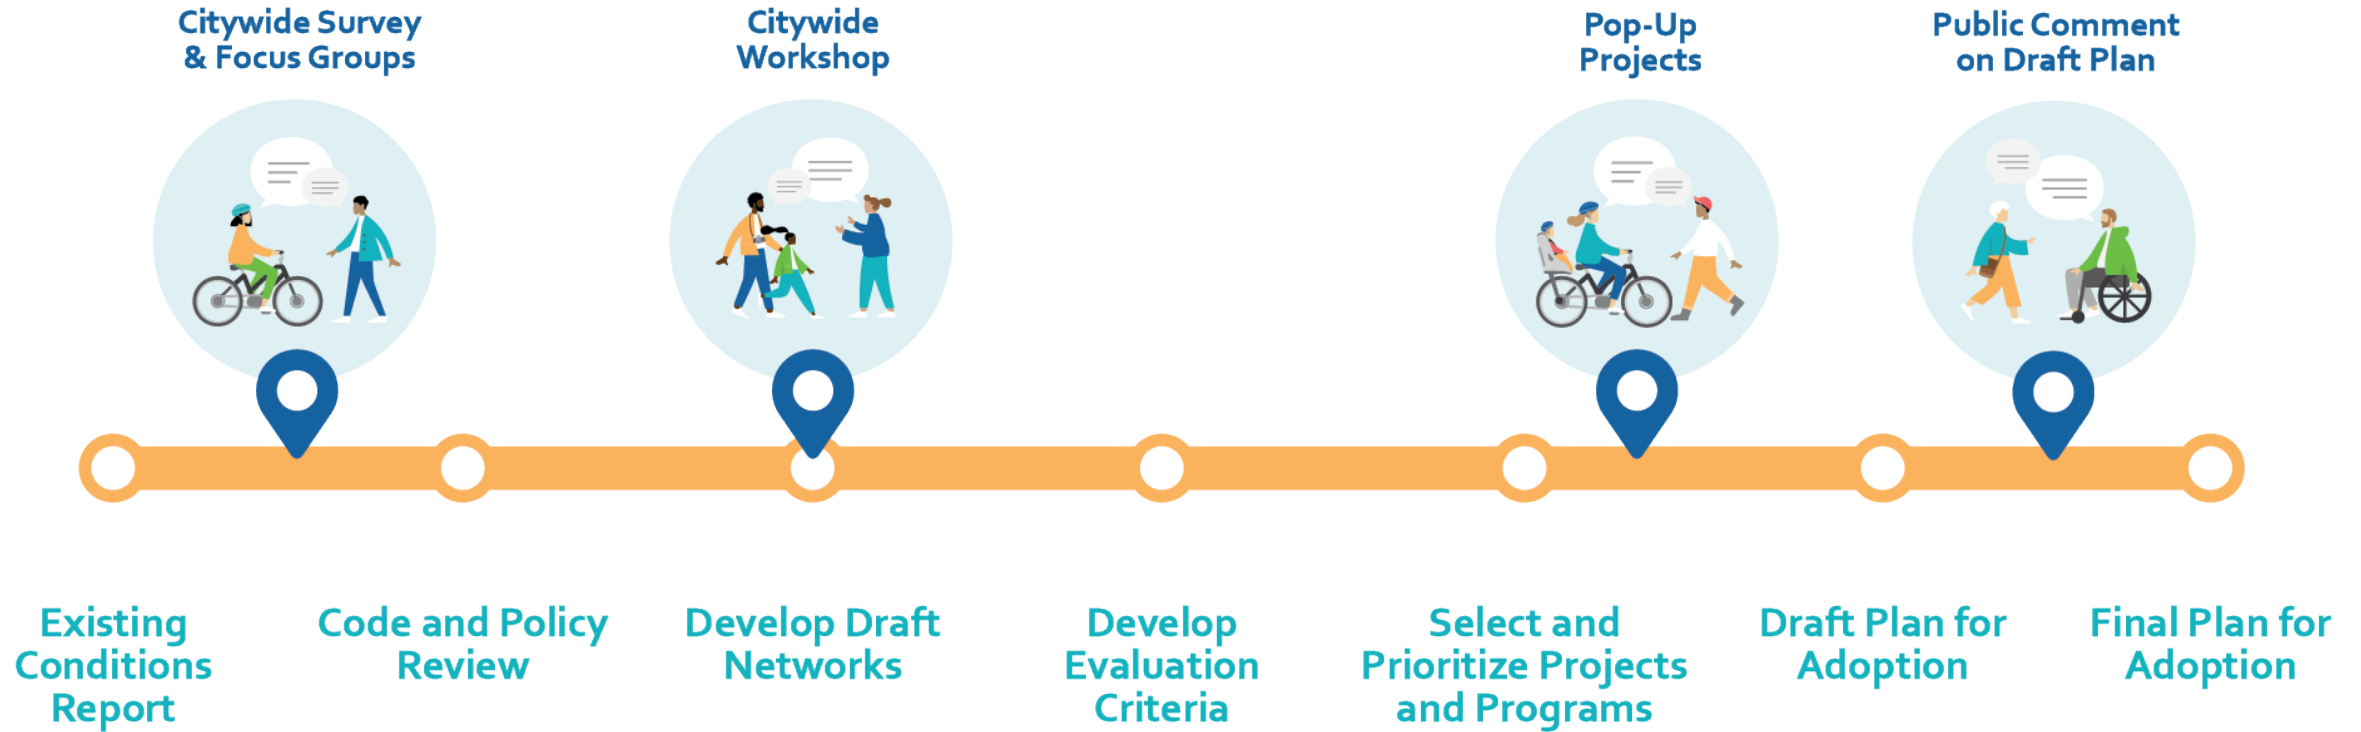 Citywide Survey
& Focus Groups
Citywide
Workshop
Pop-Up
Projects
Public Comment
on Draft Plan
Existing
Conditions
Report
Code and Policy
Review
Develop Draft
Networks
Develop
Evaluation
Criteria
Select and
Prioritize Projects
and Programs
Draft Plan for
Adoption
Final Plan for
Adoption